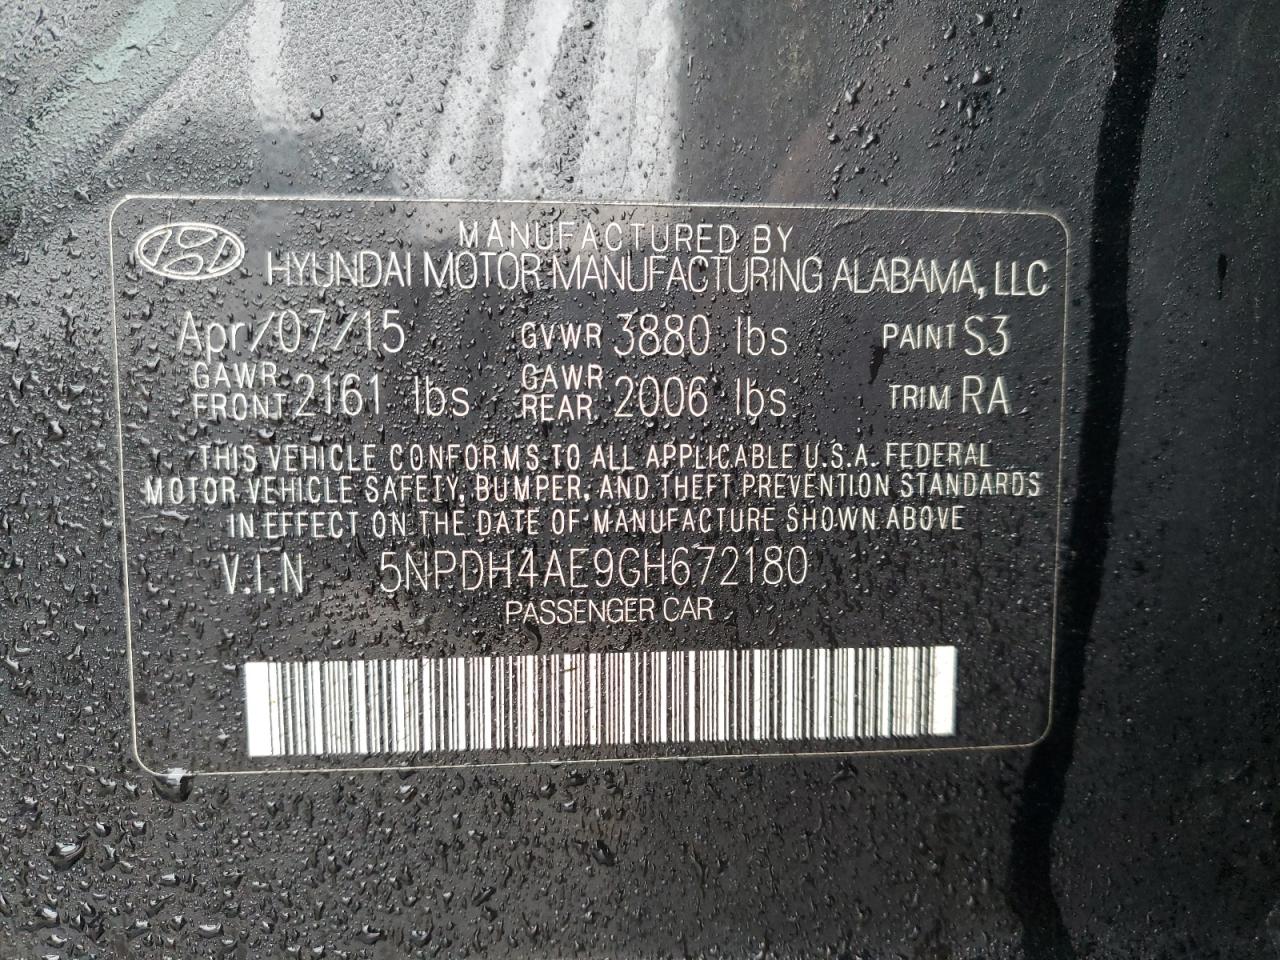 MANUFACTURED BY
HYUNDAI MOTOR MANUFACTURING ALABAMA, LLC
Apr/07/15 GVWR 3880 lbs PAINT S3
GAWR FRONT 2161 lbs GAWR REAR 2006 lbs TRIM RA
THIS VEHICLE CONFORMS TO ALL APPLICABLE U.S.A. FEDERAL
MOTOR VEHICLE SAFETY, BUMPER, AND THEFT PREVENTION STANDARDS
IN EFFECT ON THE DATE OF MANUFACTURE SHOWN ABOVE
V.I.N 5NPDH4AE9GH672180
PASSENGER CAR